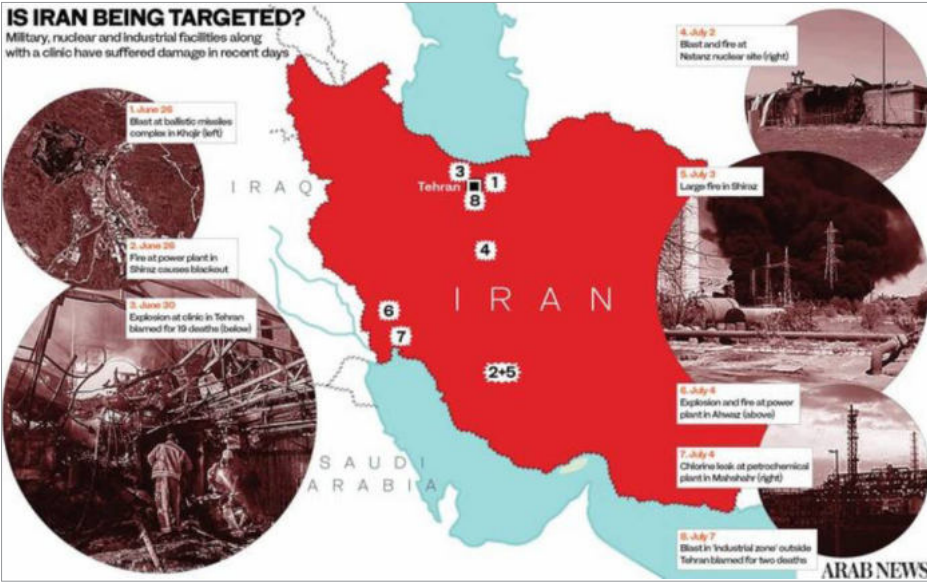 IS IRAN BEING TARGETED?
Military, nuclear and industrial facilities along
with a clinic have suffered damage in recent days
1. June 26
Blast at ballistic missiles
complex in Khojir (left)
2. June 26
Fire at power plant in
Shiraz causes blackout
3. June 30
Explosion at clinic in Tehran
blamed for 19 deaths (below)
4. July 2
Blast and fire at
Natanz nuclear site (right)
5. July 3
Large fire in Shiraz
6. July 4
Explosion and fire at power
plant in Ahwaz (above)
7. July 4
Chlorine leak at petrochemical
plant in Mahshahr (right)
8. July 7
Blast in 'industrial zone' outside
Tehran blamed for two deaths
IRAQ
Tehran
3
1
8
4
IRAN
6
7
2+5
SAUDI
ARABIA
ARAB NEWS